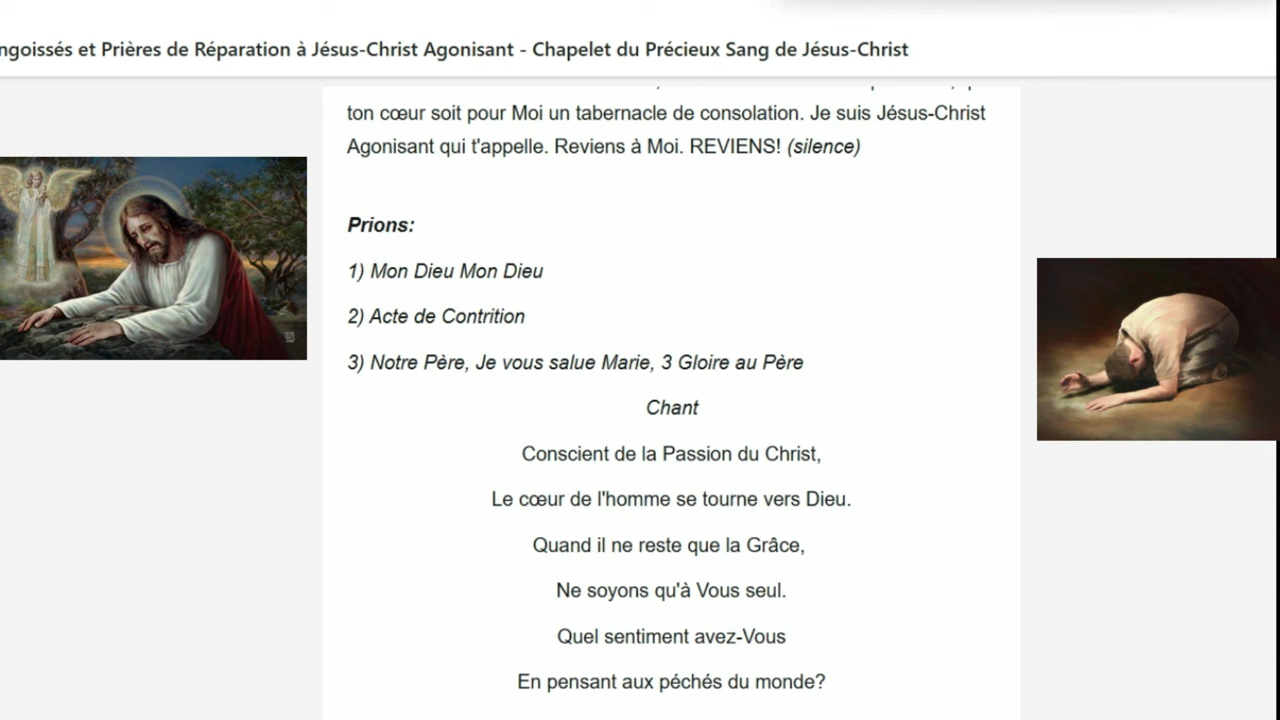 ngoissés et Prières de Réparation à Jésus-Christ Agonisant - Chapelet du Précieux Sang de Jésus-Christ
ton cœur soit pour Moi un tabernacle de consolation. Je suis Jésus-Christ
Agonisant qui t'appelle. Reviens à Moi. REVIENS! (silence)
Prions:
1) Mon Dieu Mon Dieu
2) Acte de Contrition
3) Notre Père, Je vous salue Marie, 3 Gloire au Père
Chant
Conscient de la Passion du Christ,
Le cœur de l'homme se tourne vers Dieu.
Quand il ne reste que la Grâce,
Ne soyons qu'à Vous seul.
Quel sentiment avez-Vous
En pensant aux péchés du monde?